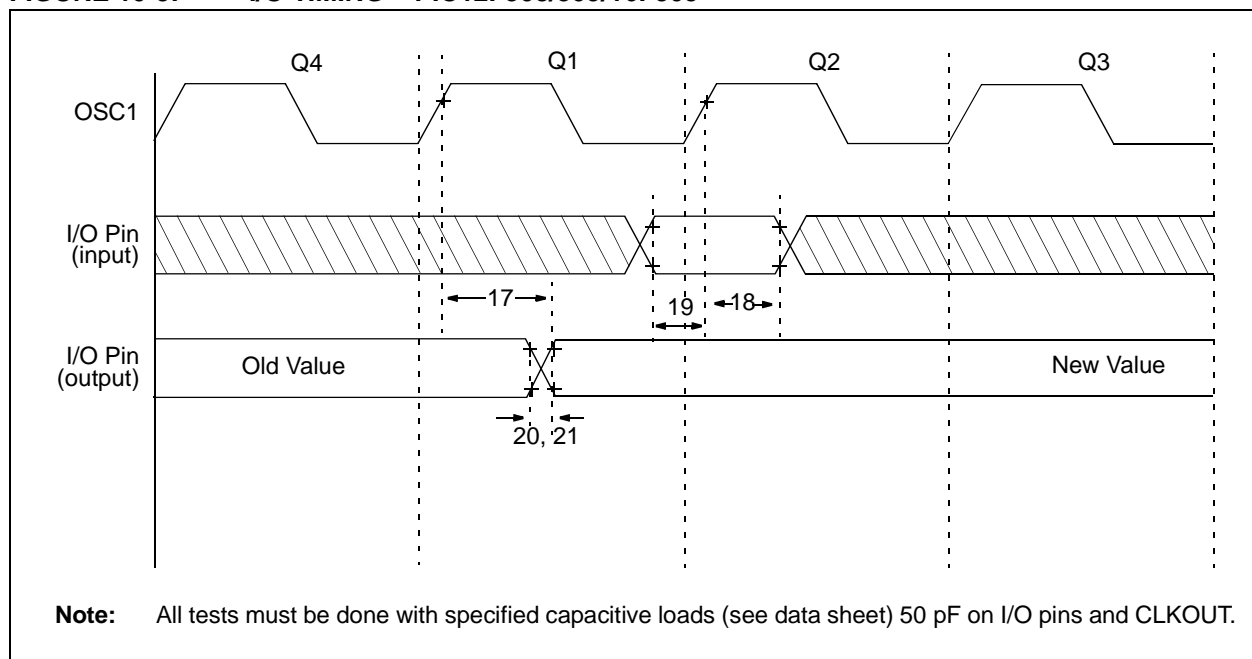 Q4 Q1 Q2 Q3
OSC1
I/O Pin
(input)
17
19
18
I/O Pin
(output)
Old Value
New Value
20, 21
Note: All tests must be done with specified capacitive loads (see data sheet) 50 pF on I/O pins and CLKOUT.